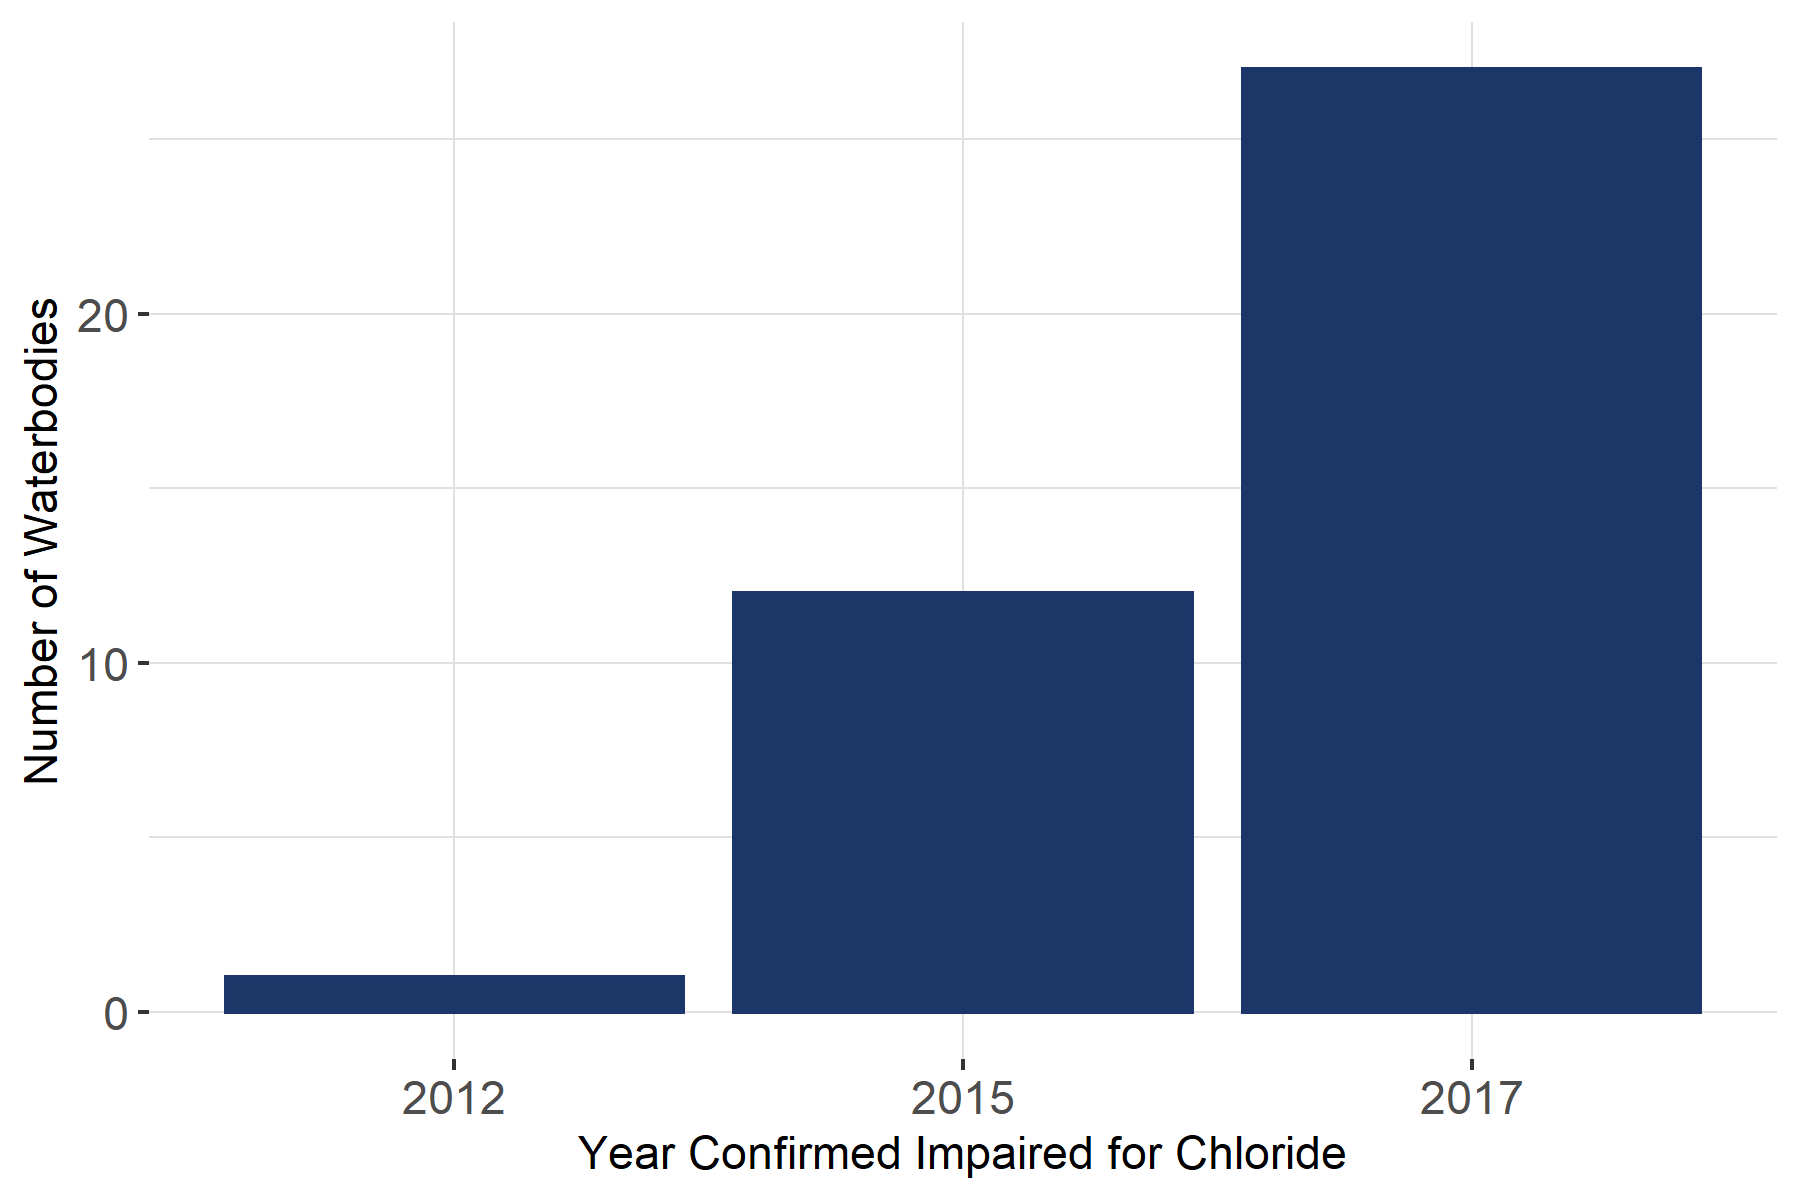 Number of Waterbodies
20
10
0
2012 2015 2017
Year Confirmed Impaired for Chloride